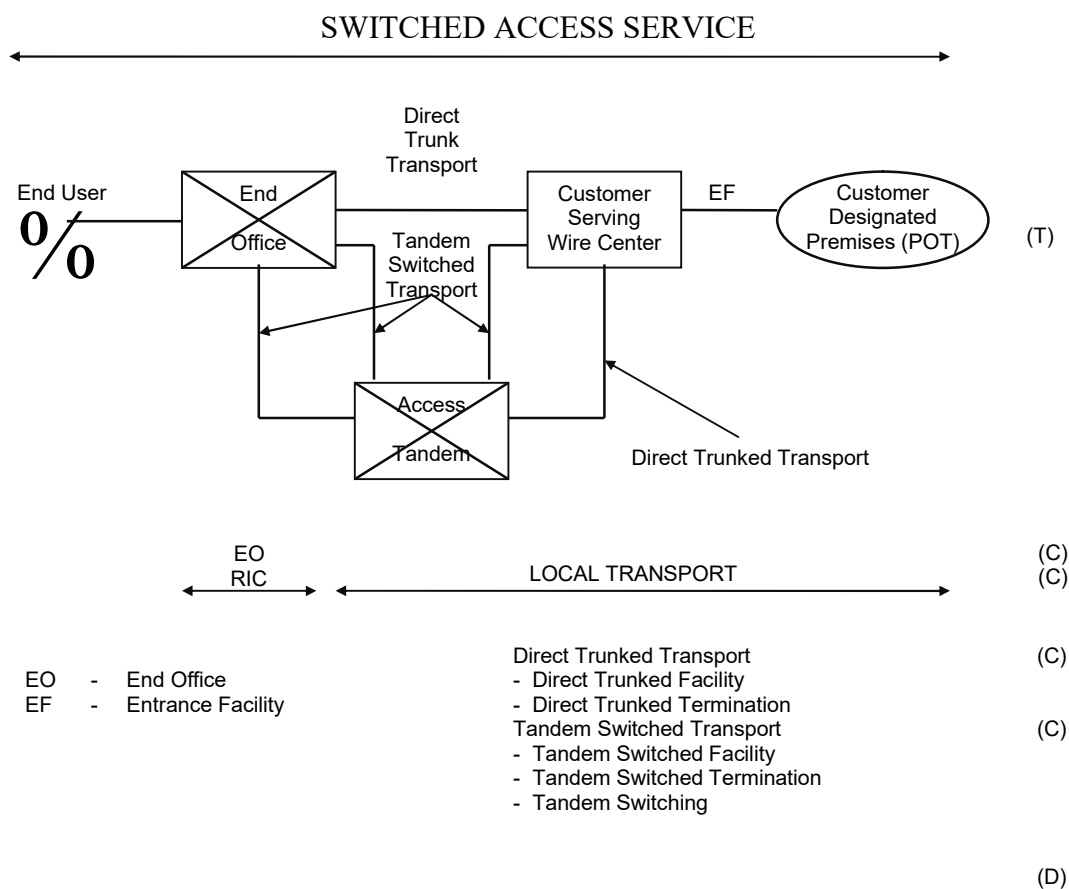 SWITCHED ACCESS SERVICE
Direct
Trunk
Transport
End User
End
Office
Customer
Serving
Wire Center
EF
Customer
Designated
Premises (POT)
(T)
Tandem
Switched
Transport
Access
Tandem
Direct Trunked Transport
EO
RIC
LOCAL TRANSPORT
(C)
(C)
EO - End Office
EF - Entrance Facility
Direct Trunked Transport
- Direct Trunked Facility
- Direct Trunked Termination
Tandem Switched Transport
- Tandem Switched Facility
- Tandem Switched Termination
- Tandem Switching
(C)
(C)
(D)